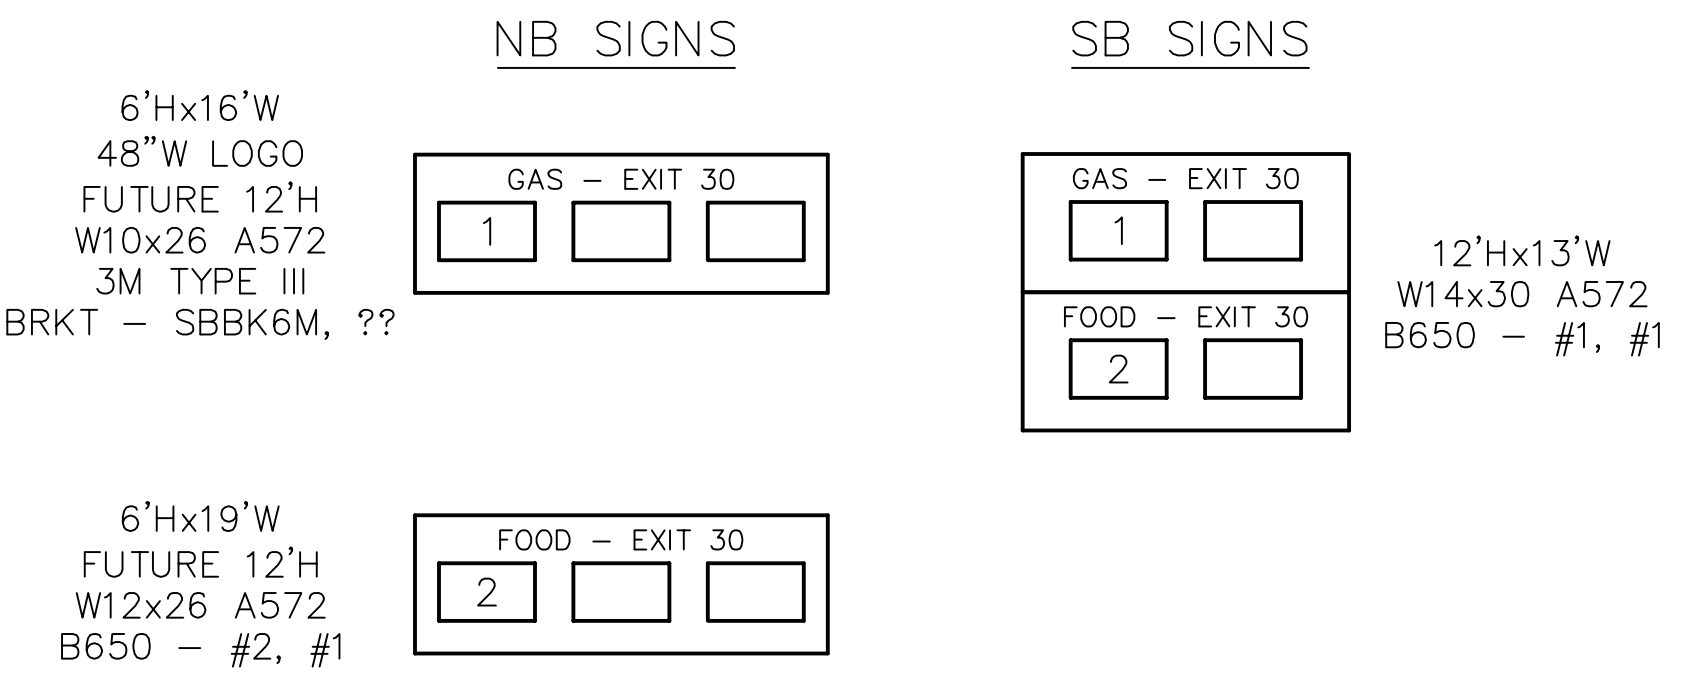 NB SIGNS
6'Hx16'W
48”W LOGO
FUTURE 12'H
W10x26 A572
3M TYPE III
BRKT – SBBK6M, ??
GAS – EXIT 30
1
6'Hx19'W
FUTURE 12'H
W12x26 A572
B650 – #2, #1
FOOD – EXIT 30
2
SB SIGNS
GAS – EXIT 30
1
FOOD – EXIT 30
2
12'Hx13'W
W14x30 A572
B650 – #1, #1